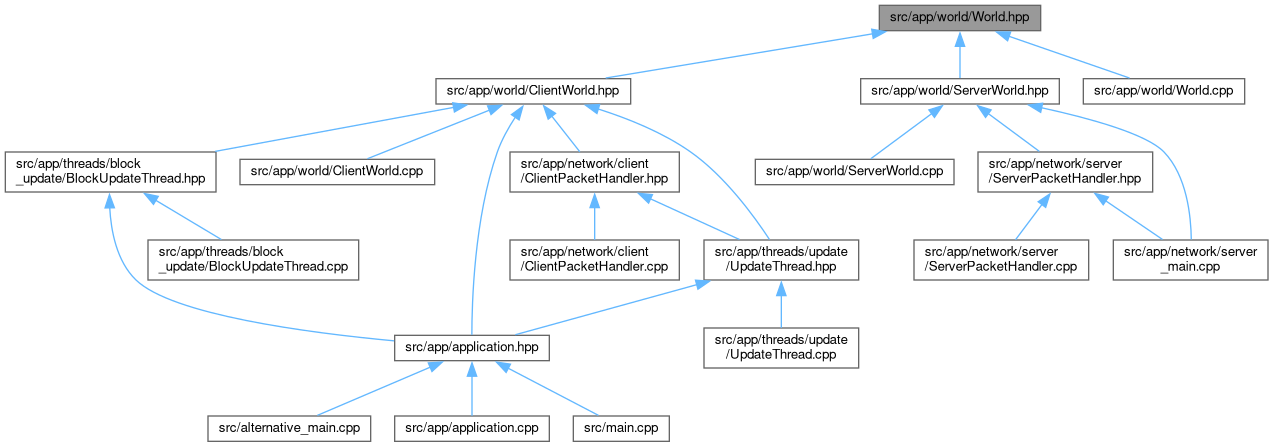 src/app/world/World.hpp
src/app/world/ClientWorld.hpp
src/app/world/ServerWorld.hpp
src/app/world/World.cpp
src/app/threads/block
_update/BlockUpdateThread.hpp
src/app/world/ClientWorld.cpp
src/app/network/client
/ClientPacketHandler.hpp
src/app/world/ServerWorld.cpp
src/app/network/server
/ServerPacketHandler.hpp
src/app/threads/block
_update/BlockUpdateThread.cpp
src/app/network/client
/ClientPacketHandler.cpp
src/app/threads/update
/UpdateThread.hpp
src/app/network/server
/ServerPacketHandler.cpp
src/app/network/server
_main.cpp
src/app/application.hpp
src/app/threads/update
/UpdateThread.cpp
src/alternative_main.cpp
src/app/application.cpp
src/main.cpp